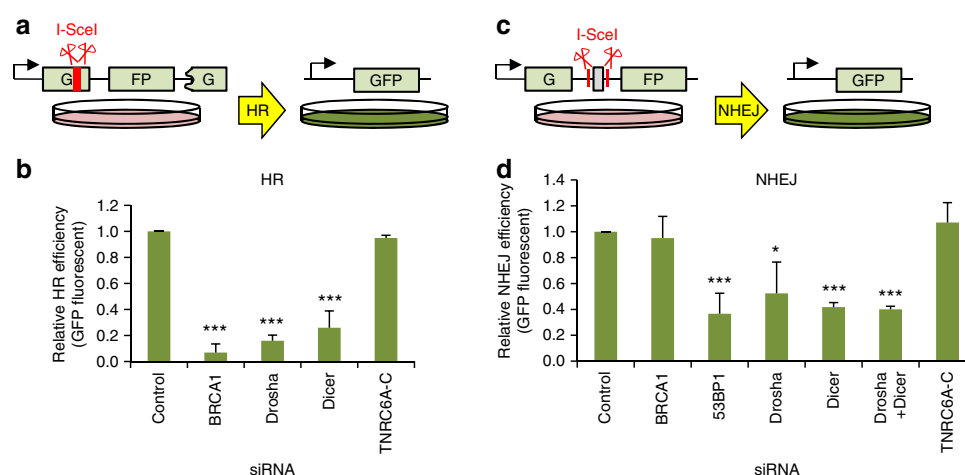 a
I-SceI
G
FP
G
HR
GFP
b
HR
Relative HR efficiency
(GFP fluorescent)
1.2
1.0
0.8
0.6
0.4
0.2
0.0
***
***
***
Control
BRCA1
Drosha
Dicer
TNRC6A-C
siRNA
c
I-SceI
G
FP
NHEJ
GFP
d
NHEJ
Relative NHEJ efficiency
(GFP fluorescent)
1.4
1.2
1.0
0.8
0.6
0.4
0.2
0.0
***
*
***
***
Control
BRCA1
53BP1
Drosha
Dicer
Drosha
+Dicer
TNRC6A-C
siRNA